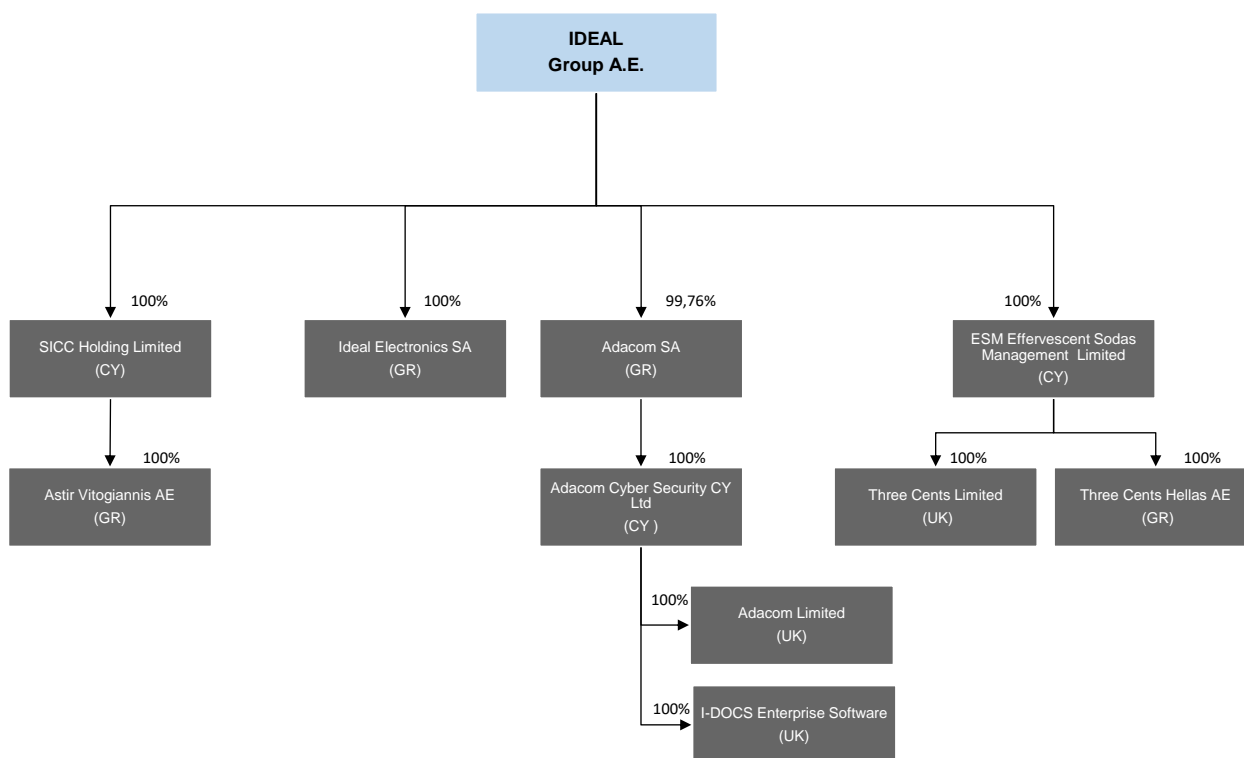 IDEAL
Group A.E.
100%
100%
99,76%
100%
SICC Holding Limited
(CY)
Ideal Electronics SA
(GR)
Adacom SA
(GR)
ESM Effervescent Sodas
Management Limited
(CY)
100%
100%
100%
100%
Astir Vitogiannis AE
(GR)
Adacom Cyber Security CY
Ltd
(CY )
Three Cents Limited
(UK)
Three Cents Hellas AE
(GR)
100%
Adacom Limited
(UK)
100%
I-DOCS Enterprise Software
(UK)